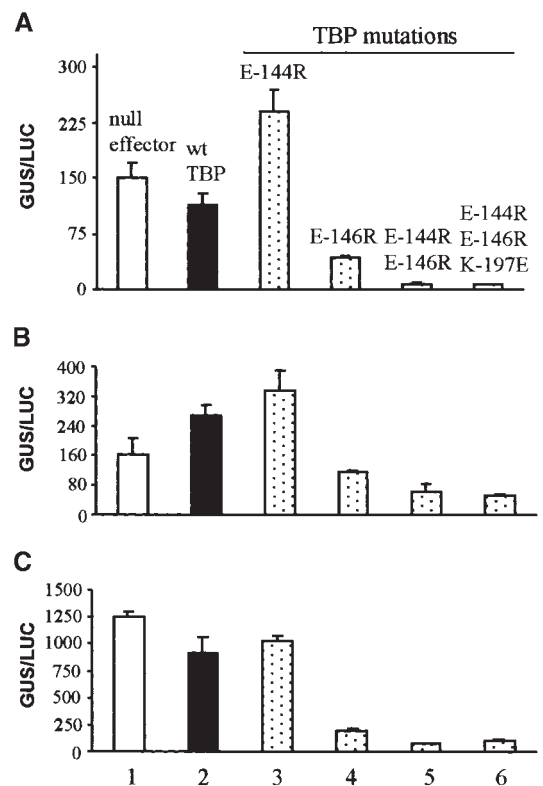 A
TBP mutations
GUS/LUC
300
225
150
75
0
null
effector
wt
TBP
E-144R
E-146R
E-144R
E-146R
E-144R
E-146R
K-197E
B
GUS/LUC
400
320
240
160
80
0
C
GUS/LUC
1500
1250
1000
750
500
250
0
1 2 3 4 5 6